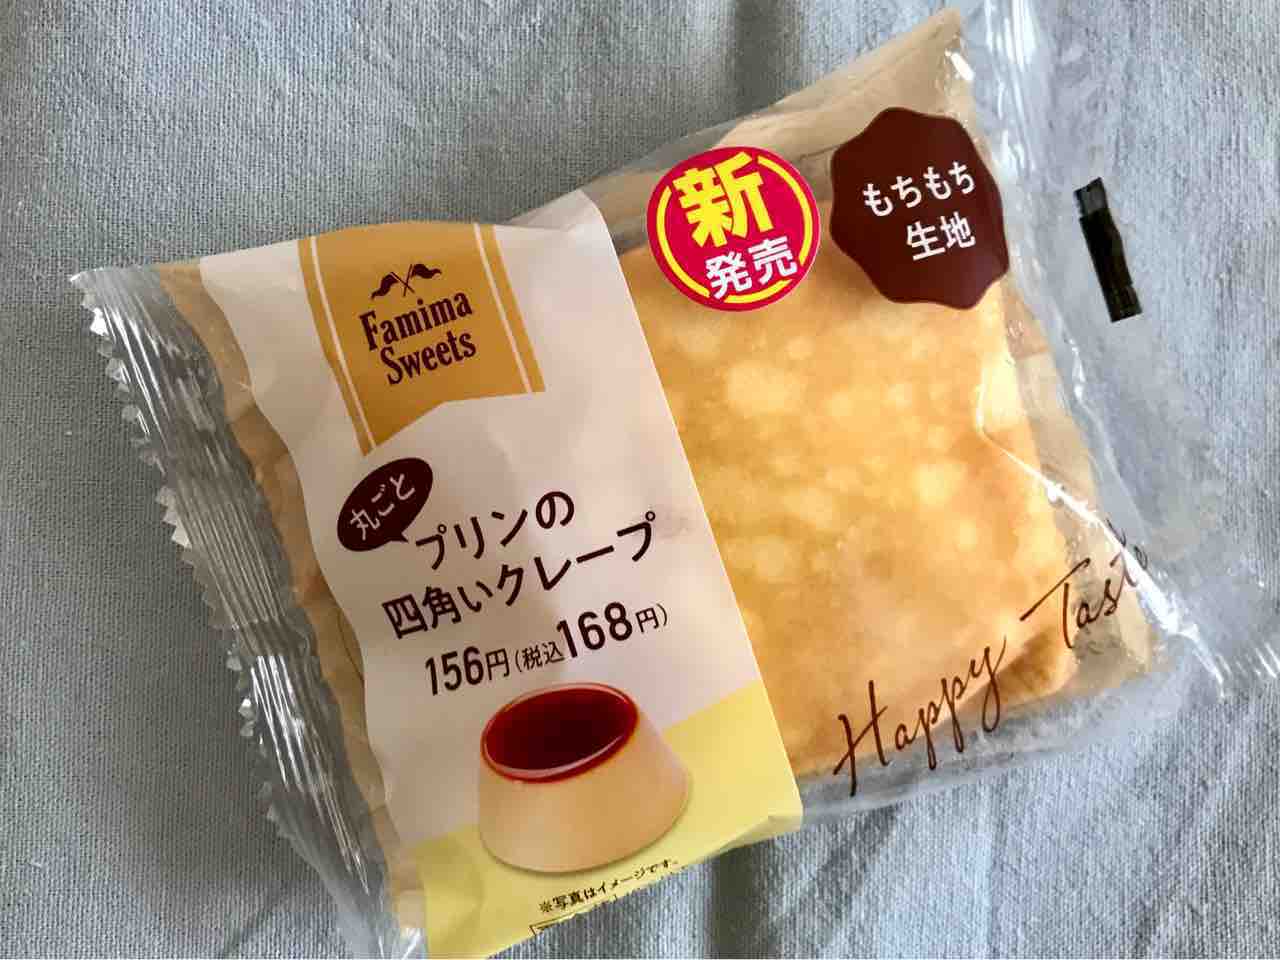 Famima
Sweets
丸ごと
プリンの
四角いクレープ
156円(税込168円)
※写真はイメージです。
新
発売
もちもち
生地
Happy Taste